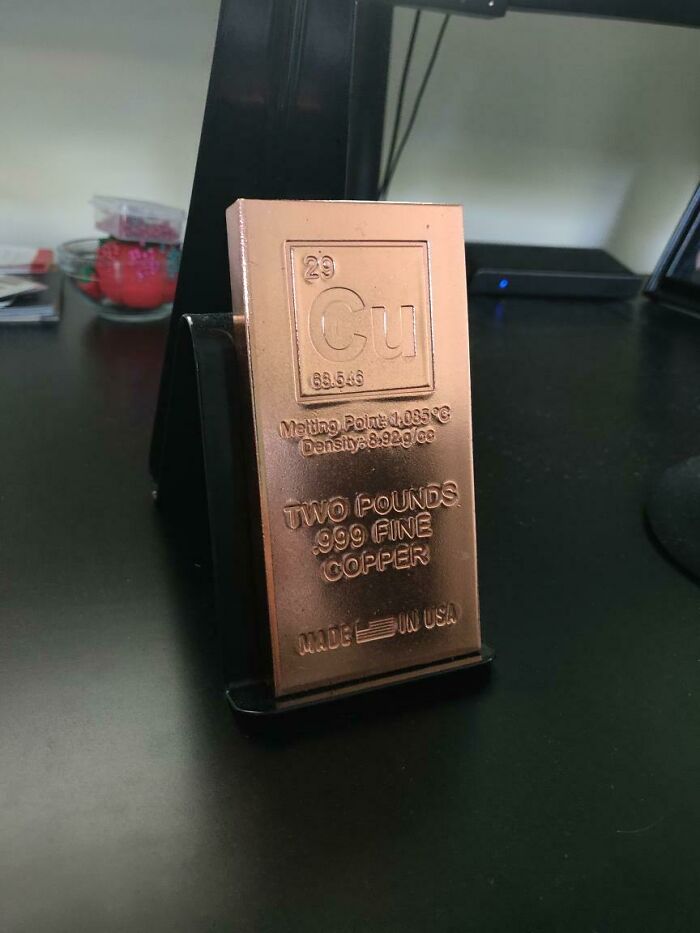 29
Cu
63.546
Melting Point: 1,085°C
Density: 8.92g/cc
TWO POUNDS
.999 FINE
COPPER
MADE IN USA